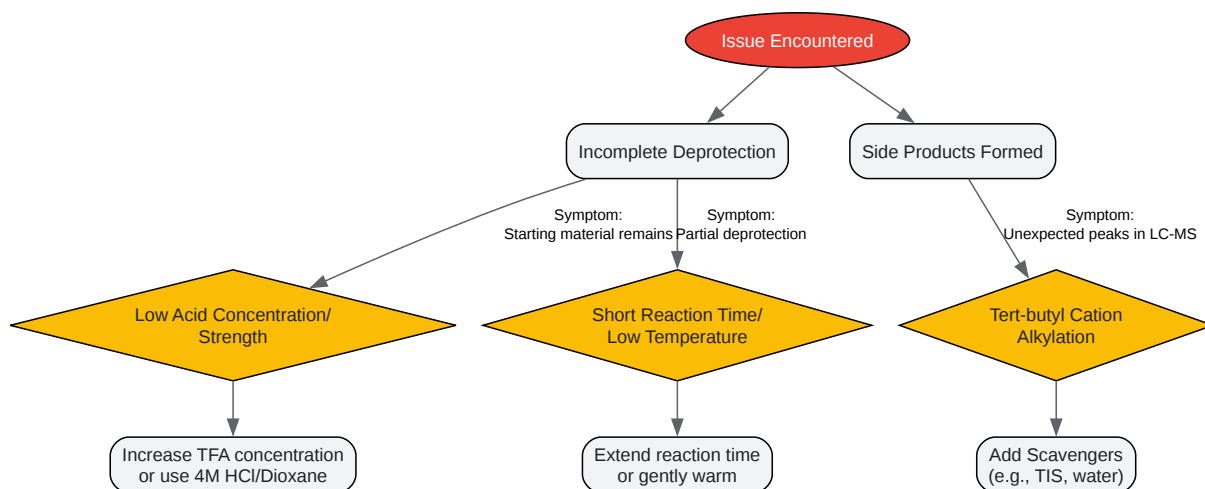 Issue Encountered
Incomplete Deprotection
Side Products Formed
Symptom:
Starting material remains
Symptom:
Partial deprotection
Symptom:
Unexpected peaks in LC-MS
Low Acid Concentration/
Strength
Short Reaction Time/
Low Temperature
Tert-butyl Cation
Alkylation
Increase TFA concentration
or use 4M HCl/Dioxane
Extend reaction time
or gently warm
Add Scavengers
(e.g., TIS, water)